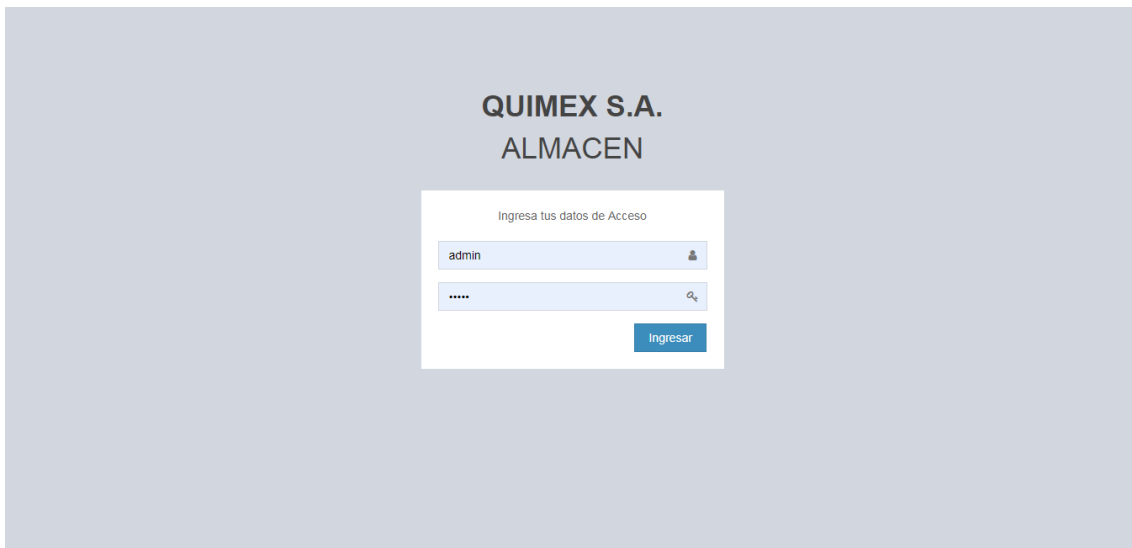 QUIMEX S.A.
ALMACEN
Ingresa tus datos de Acceso
admin
•••••
Ingresar